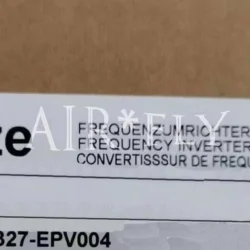 ze
FREQUENZUMRICHTER
FREQUENCY INVERTER
CONVERTISSSUR DE FREQU
AIR*FLY
327-EPV004